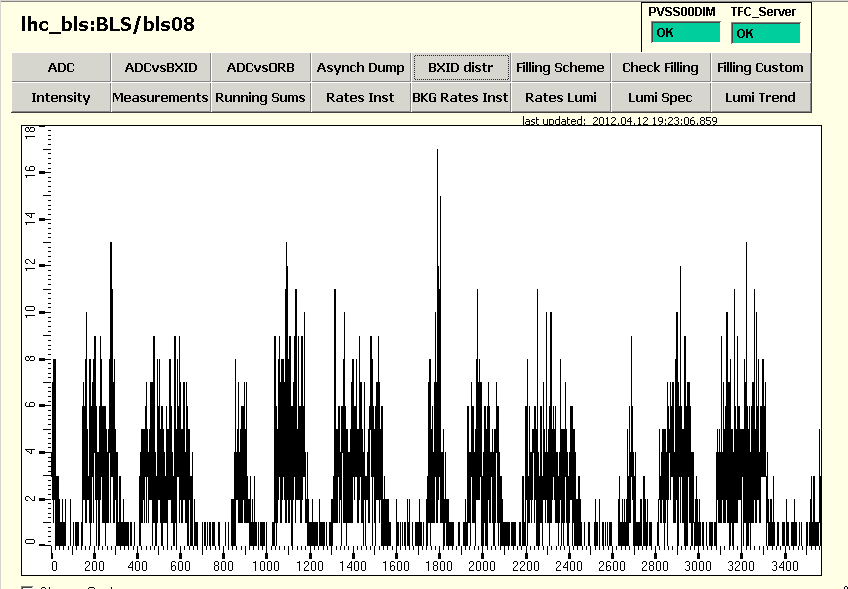 PVSS00DIM TFC_Server
lhc_bls:BLS/bls08
OK OK
ADC ADCvsBXID ADCvsORB Asynch Dump BXID distr Filling Scheme Check Filling Filling Custom
Intensity Measurements Running Sums Rates Inst BKG Rates Inst Rates Lumi Lumi Spec Lumi Trend
last updated: 2012.04.12 19:23:06.859
18
16
14
12
10
8
6
4
2
0
0 200 400 600 800 1000 1200 1400 1600 1800 2000 2200 2400 2600 2800 3000 3200 3400